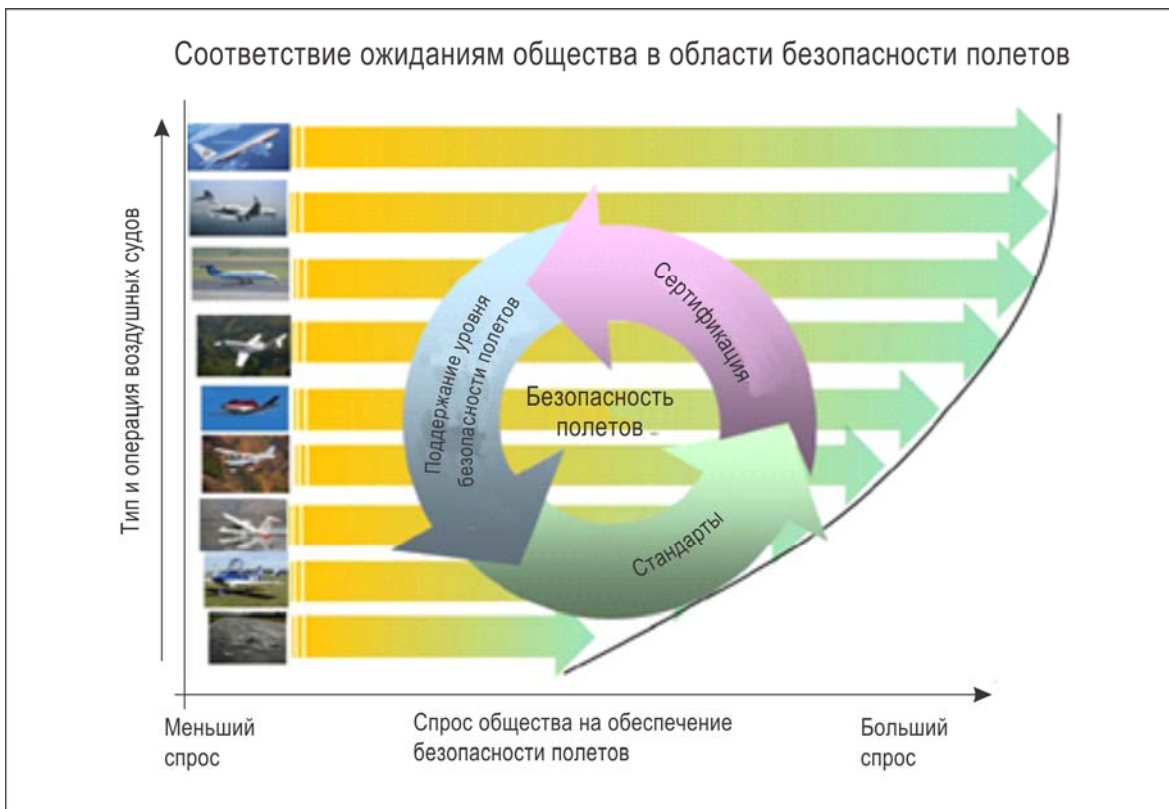 Соответствие ожиданиям общества в области безопасности полетов
Тип и операция воздушных судов
Сертификация
Поддержание уровня
безопасности полетов
Безопасность
полетов
Стандарты
Меньший
спрос
Спрос общества на обеспечение
безопасности полетов
Больший
спрос